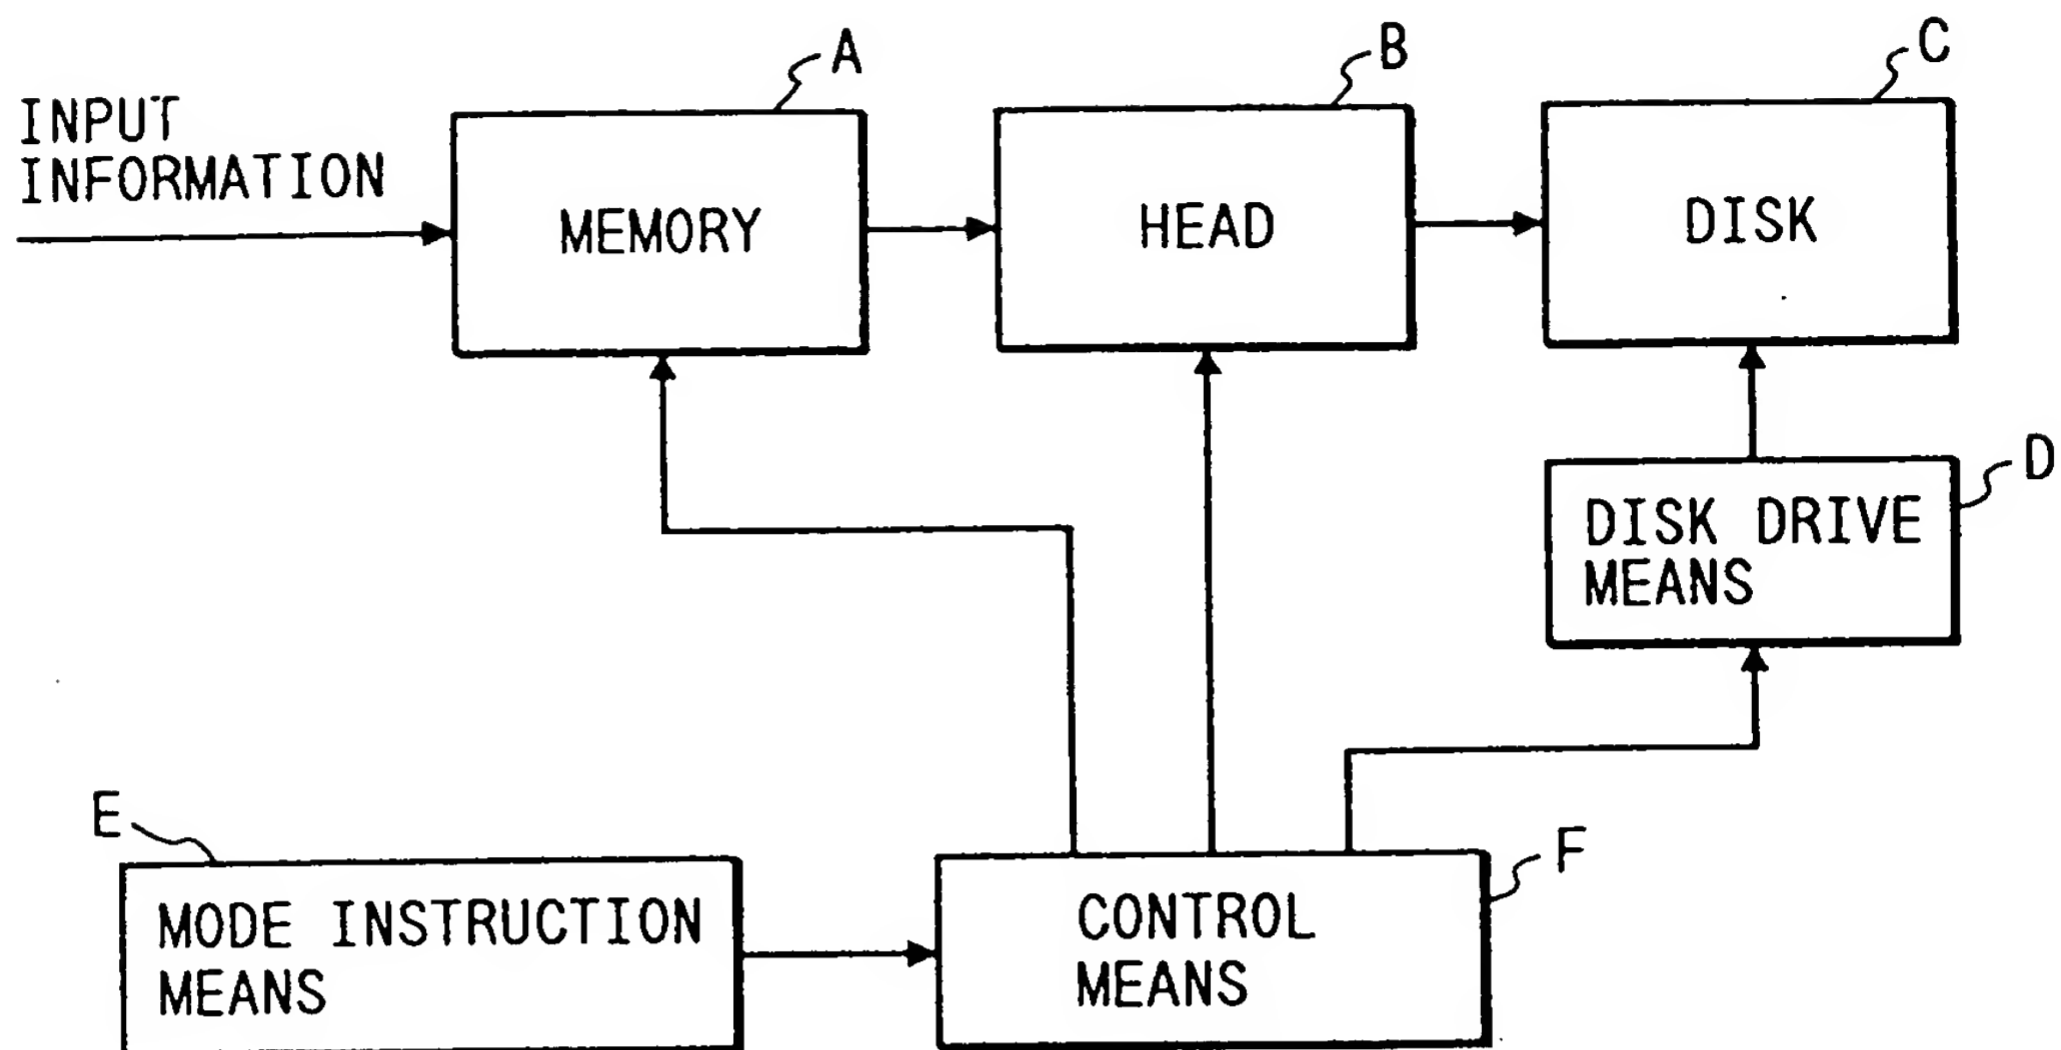 A
B
C
INPUT
INFORMATION
MEMORY
HEAD
DISK
D
DISK DRIVE
MEANS
E
F
MODE INSTRUCTION
MEANS
CONTROL
MEANS